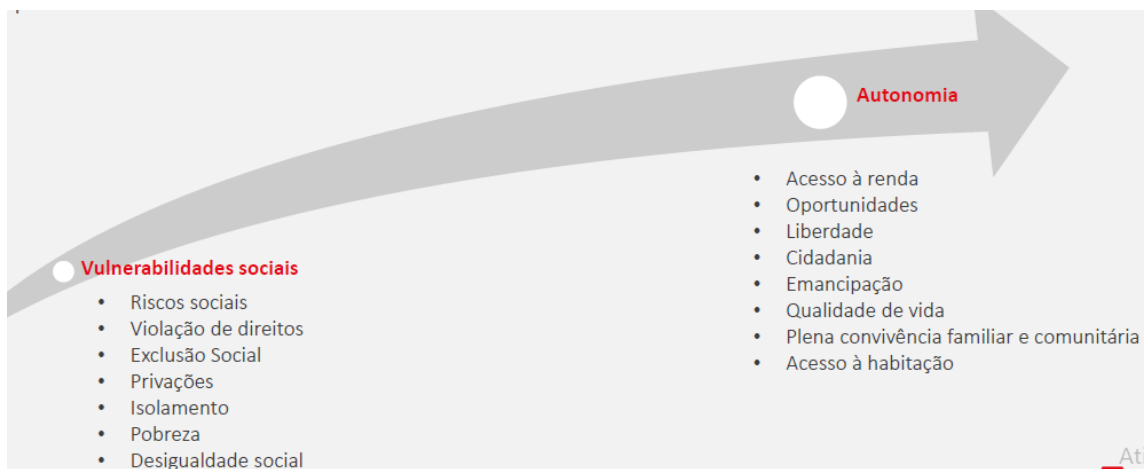 Autonomia
• Acesso à renda
• Oportunidades
• Liberdade
• Cidadania
• Emancipação
• Qualidade de vida
• Plena convivência familiar e comunitária
• Acesso à habitação
Vulnerabilidades sociais
• Riscos sociais
• Violação de direitos
• Exclusão Social
• Privações
• Isolamento
• Pobreza
• Desigualdade social